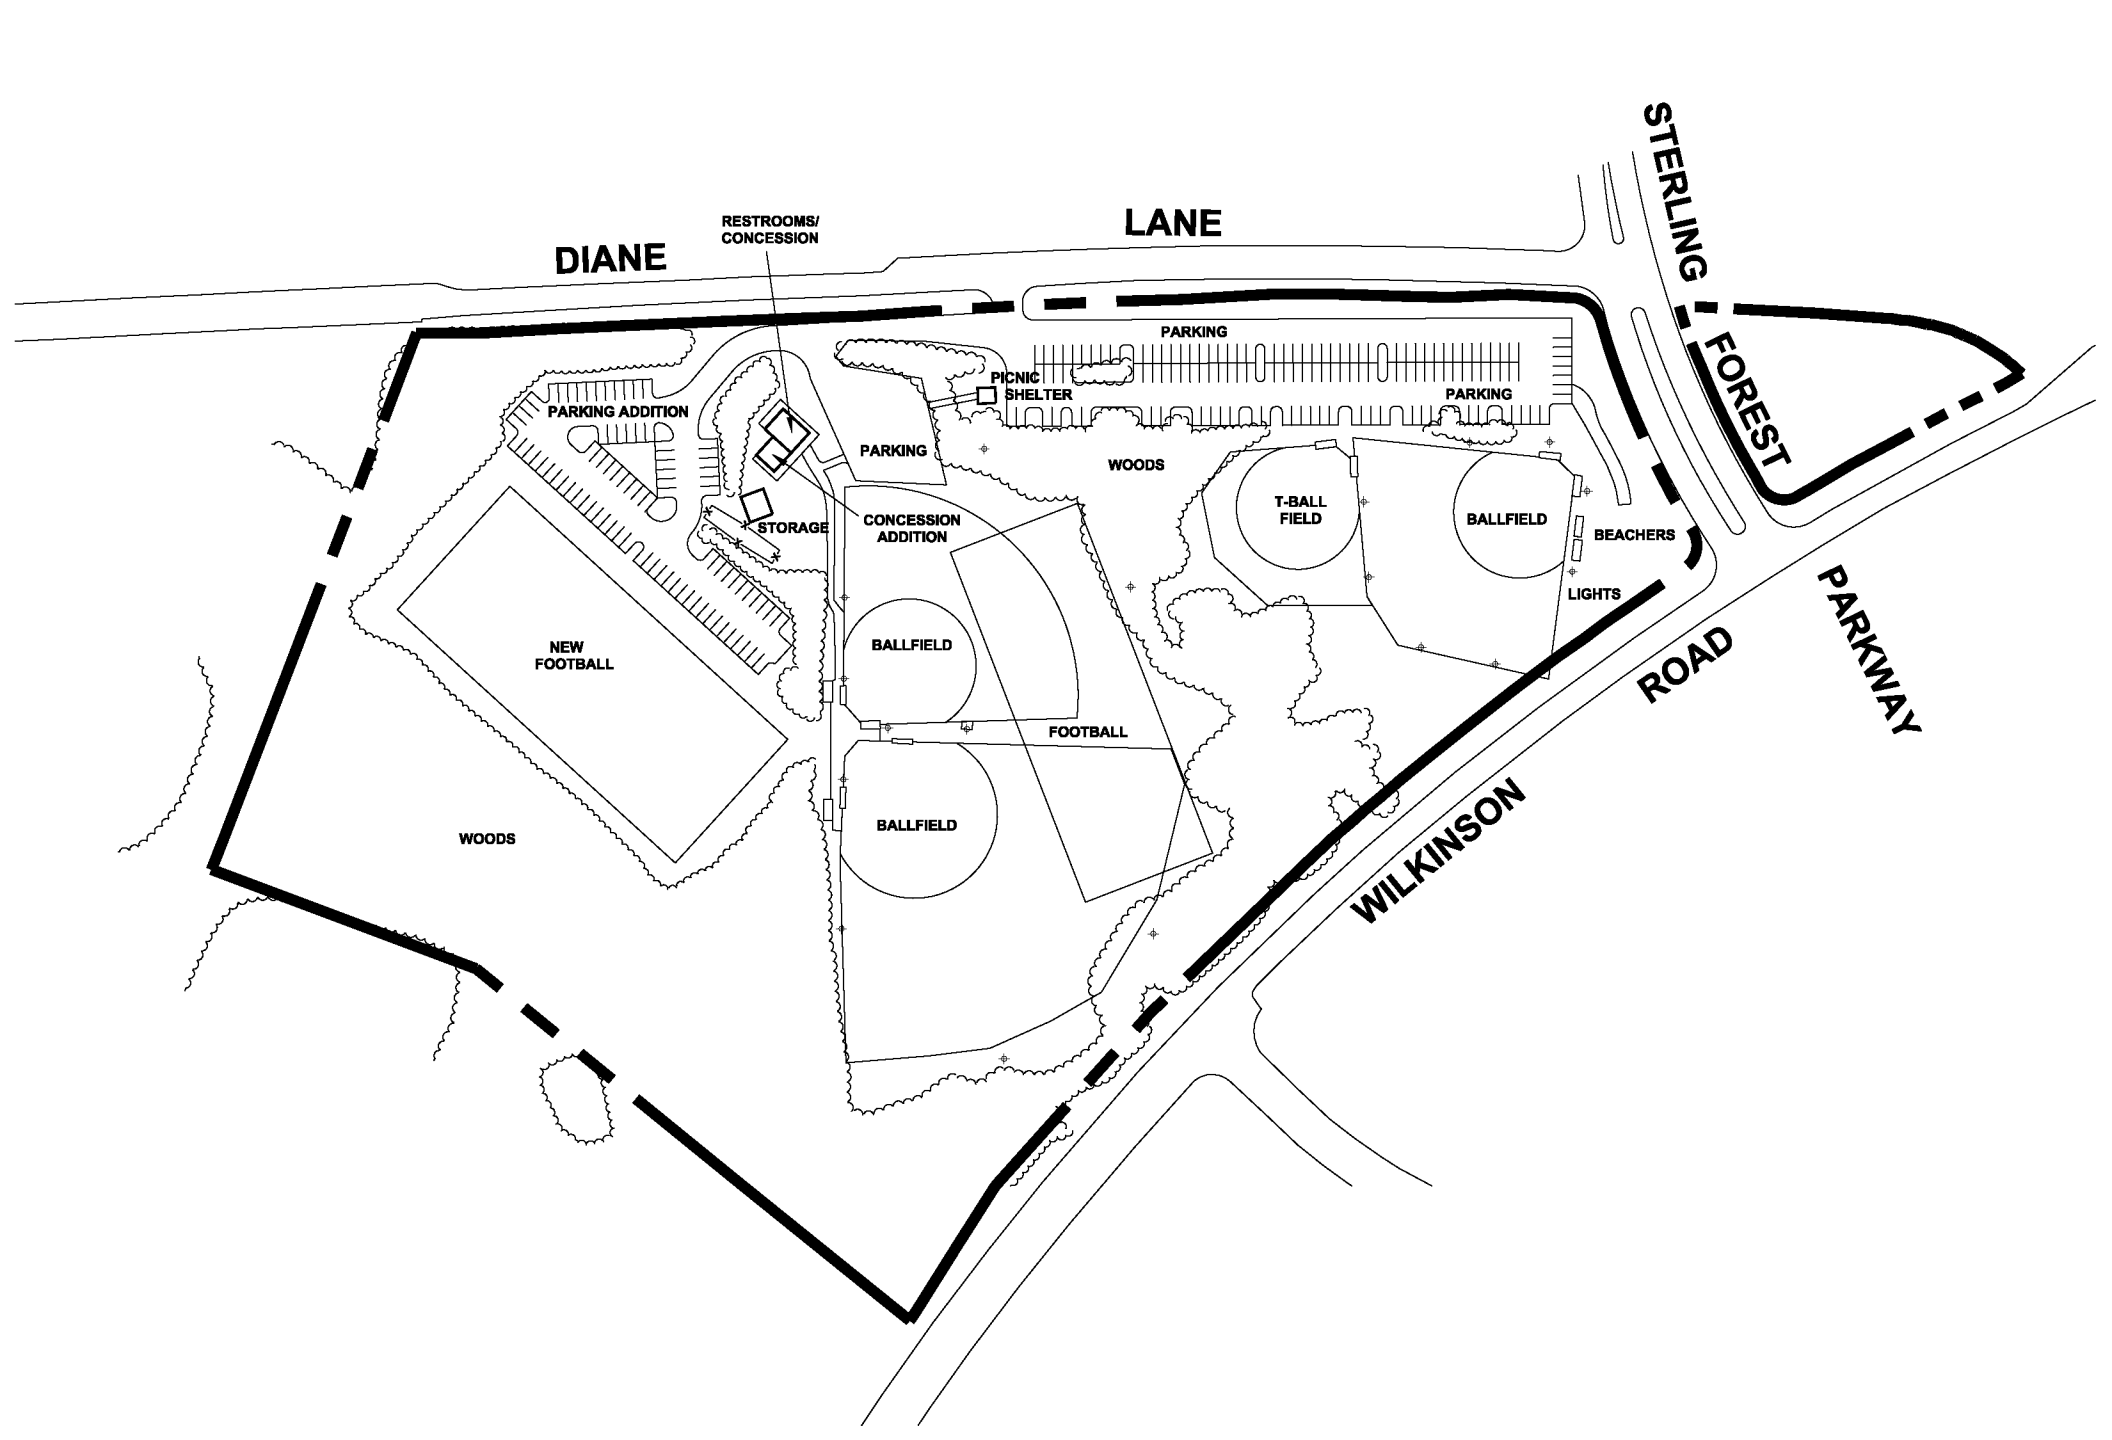 STERLING
FOREST
PARKWAY
DIANE
LANE
RESTROOMS/
CONCESSION
PARKING
PICNIC
SHELTER
PARKING
PARKING ADDITION
PARKING
WOODS
T-BALL
FIELD
BALLFIELD
STORAGE
CONCESSION
ADDITION
BEACHERS
LIGHTS
NEW
FOOTBALL
BALLFIELD
FOOTBALL
BALLFIELD
WOODS
WILKINSON
ROAD